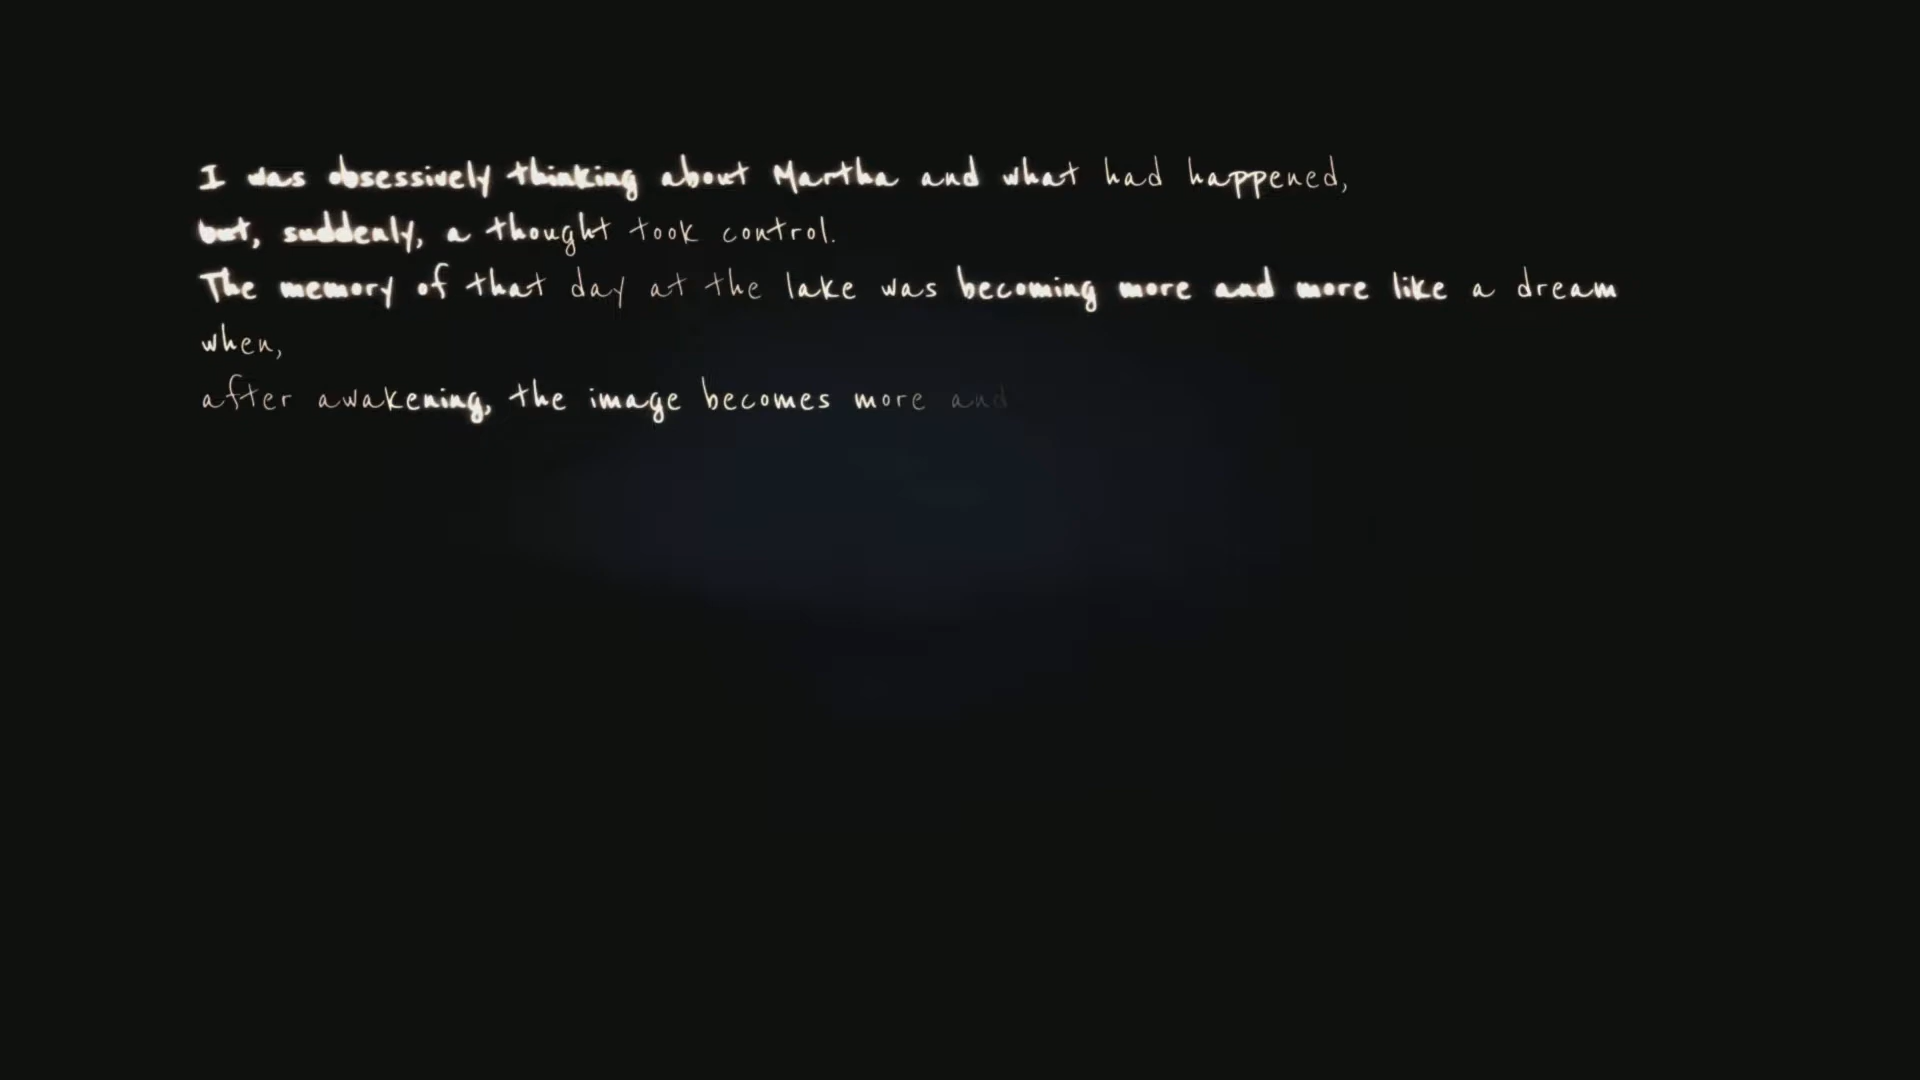 I was obsessively thinking about Martha and what had happened,
but, suddenly, a thought took control.
The memory of that day at the lake was becoming more and more like a dream
when,
after awakening, the image becomes more and